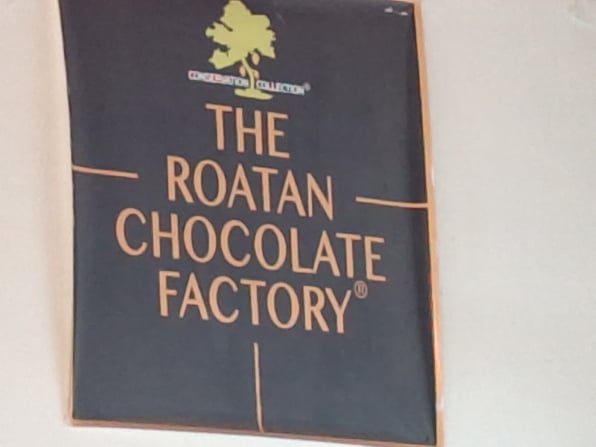 CONSERVATION COLLECTION®
THE
ROATAN
CHOCOLATE
FACTORY®